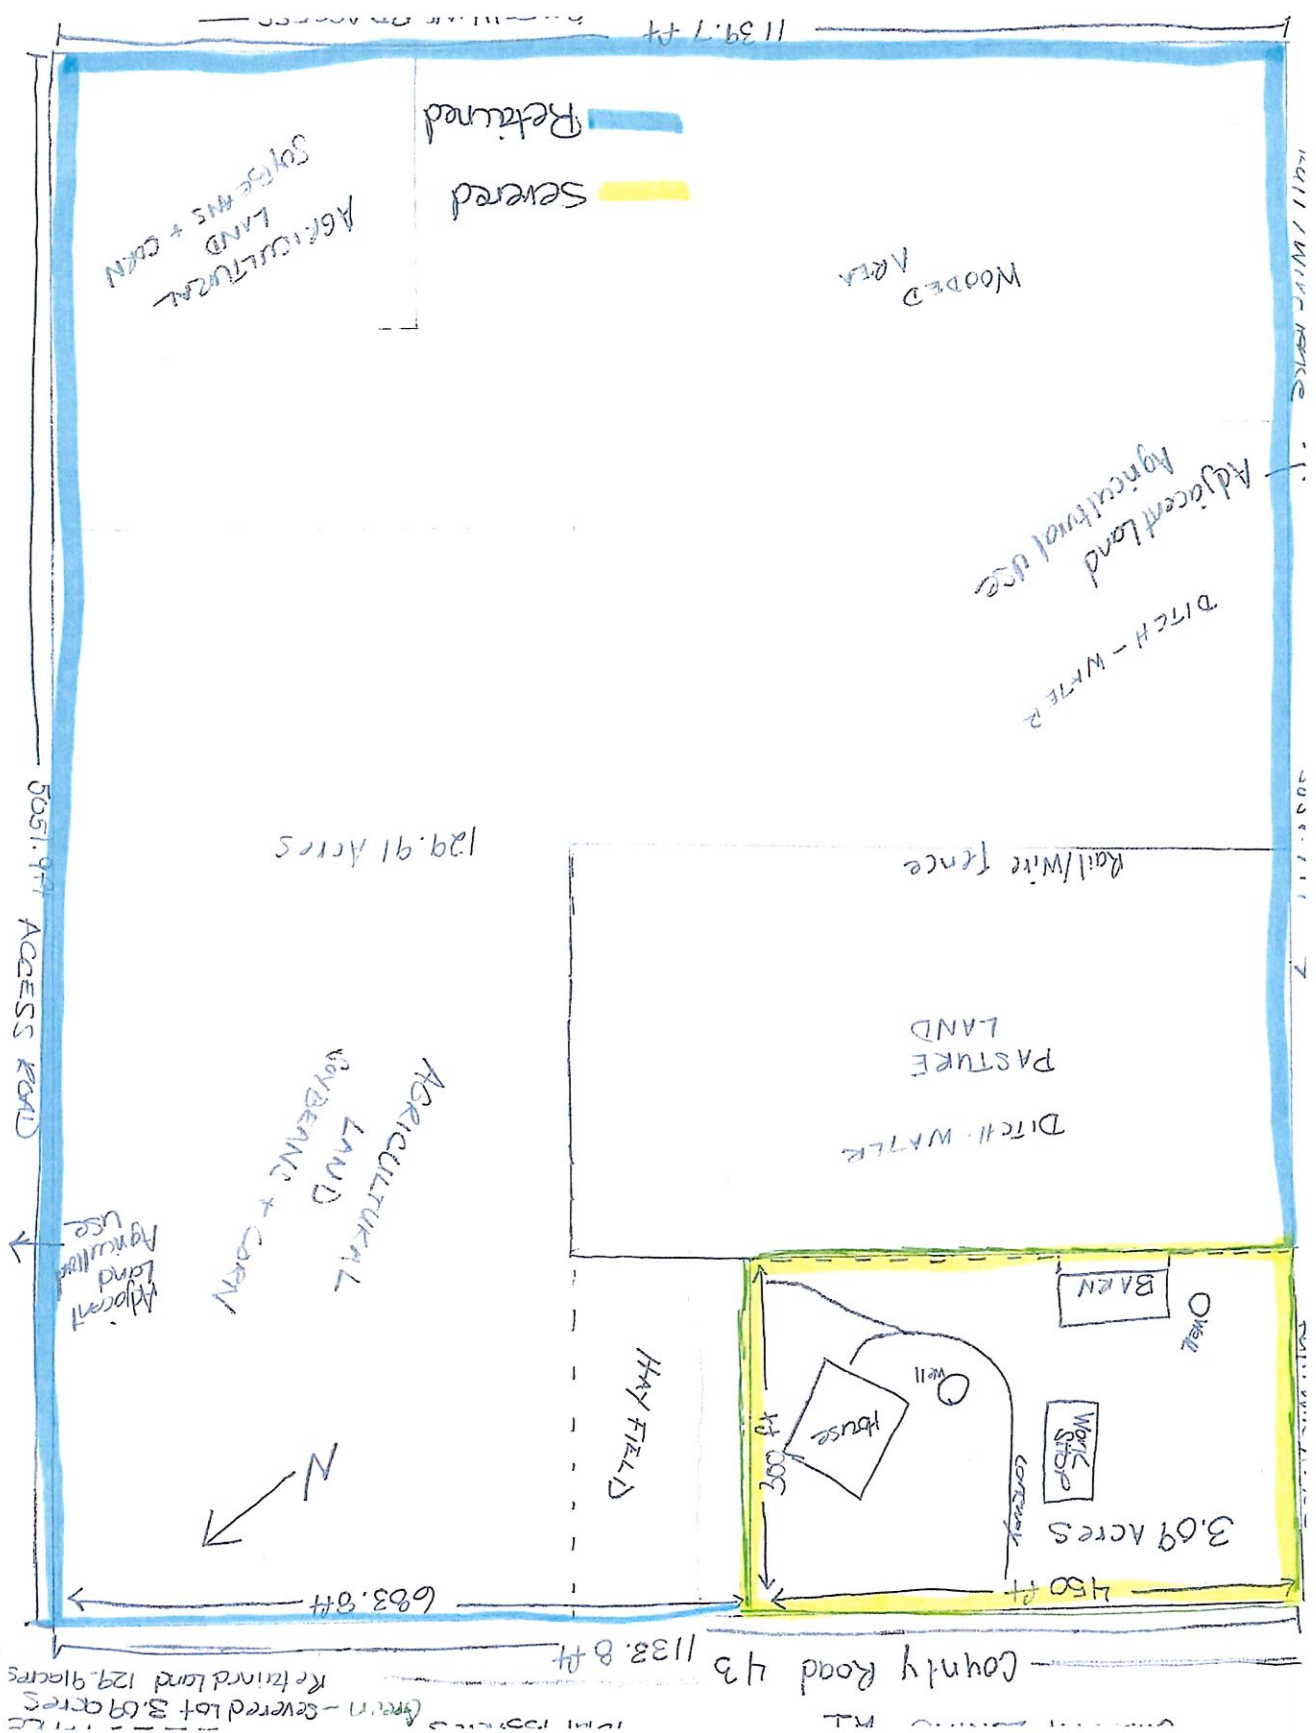 Green - Severed Lot 3.09 acres
Retained Land 129.91 acres
County Road 43
1133.8 ft
450 ft
683.8 ft
3.09 ACRES
N
300 ft
WORK
SHOP
House
Well
BARN
Well
HAY FIELD
Adjacent
Land
Agricultural
Use
DITCH-WATER
PASTURE
LAND
AGRICULTURAL
LAND
SOYBEANS + CORN
ACCESS ROAD
5051.9 ft
Rail/Wire fence
129.91 Acres
DITCH-WATER
Adjacent Land
Agricultural Use
WOODED
AREA
AGRICULTURAL
LAND
SOYBEANS + CORN
Severed
Retained
1139.7 ft